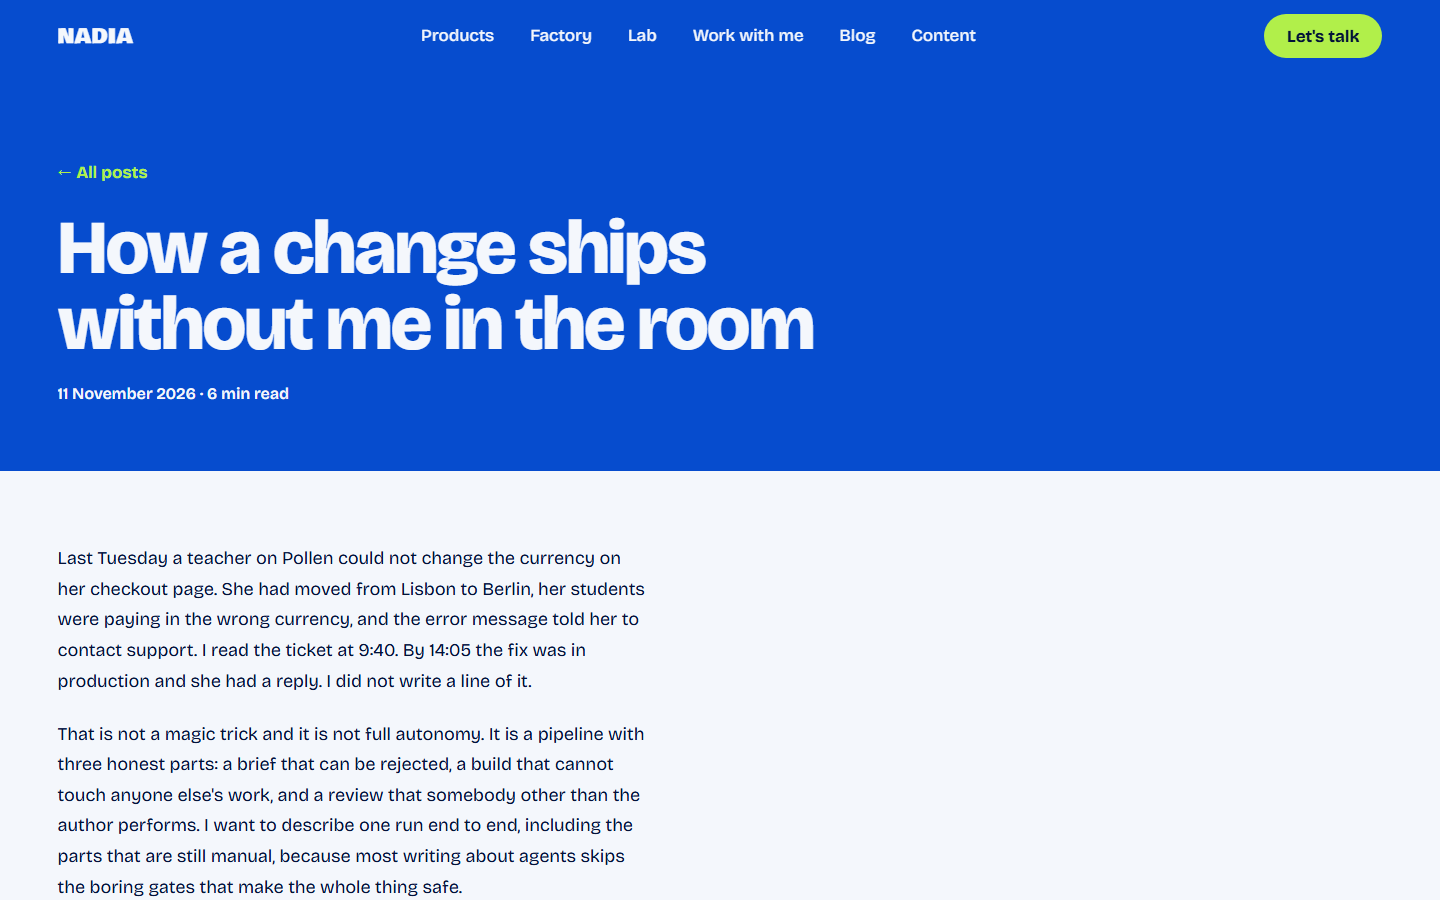 NADIA
Products
Factory
Lab
Work with me
Blog
Content
Let's talk
← All posts
How a change ships
without me in the room
11 November 2026 · 6 min read
Last Tuesday a teacher on Pollen could not change the currency on
her checkout page. She had moved from Lisbon to Berlin, her students
were paying in the wrong currency, and the error message told her to
contact support. I read the ticket at 9:40. By 14:05 the fix was in
production and she had a reply. I did not write a line of it.
That is not a magic trick and it is not full autonomy. It is a pipeline with
three honest parts: a brief that can be rejected, a build that cannot
touch anyone else's work, and a review that somebody other than the
author performs. I want to describe one run end to end, including the
parts that are still manual, because most writing about agents skips
the boring gates that make the whole thing safe.